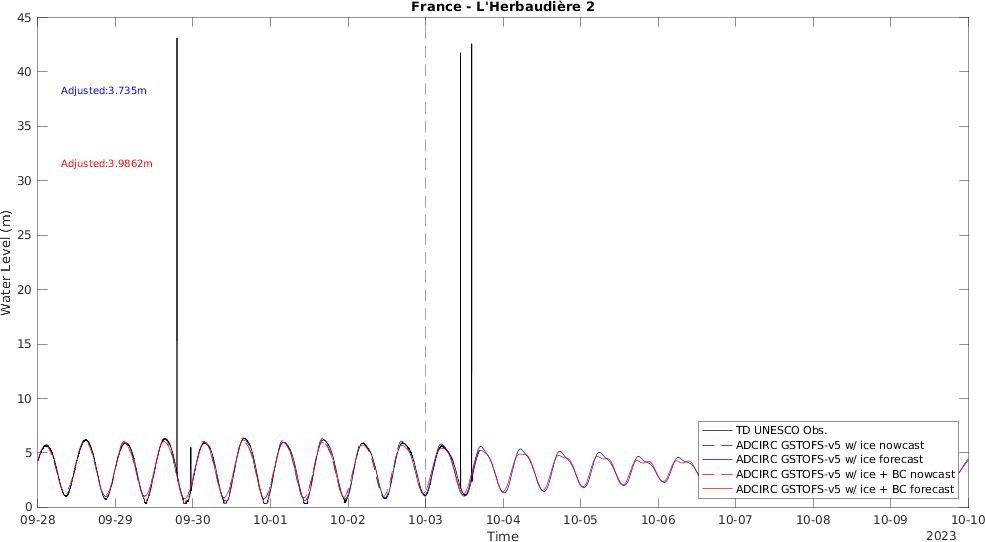 France - L'Herbaudière 2
45
40
35
30
25
20
15
10
5
0
Water Level (m)
Adjusted:3.735m
Adjusted:3.9862m
TD UNESCO Obs.
ADCIRC GSTOFS-v5 w/ ice nowcast
ADCIRC GSTOFS-v5 w/ ice forecast
ADCIRC GSTOFS-v5 w/ ice + BC nowcast
ADCIRC GSTOFS-v5 w/ ice + BC forecast
09-28 09-29 09-30 10-01 10-02 10-03 10-04 10-05 10-06 10-07 10-08 10-09 10-10
Time
2023